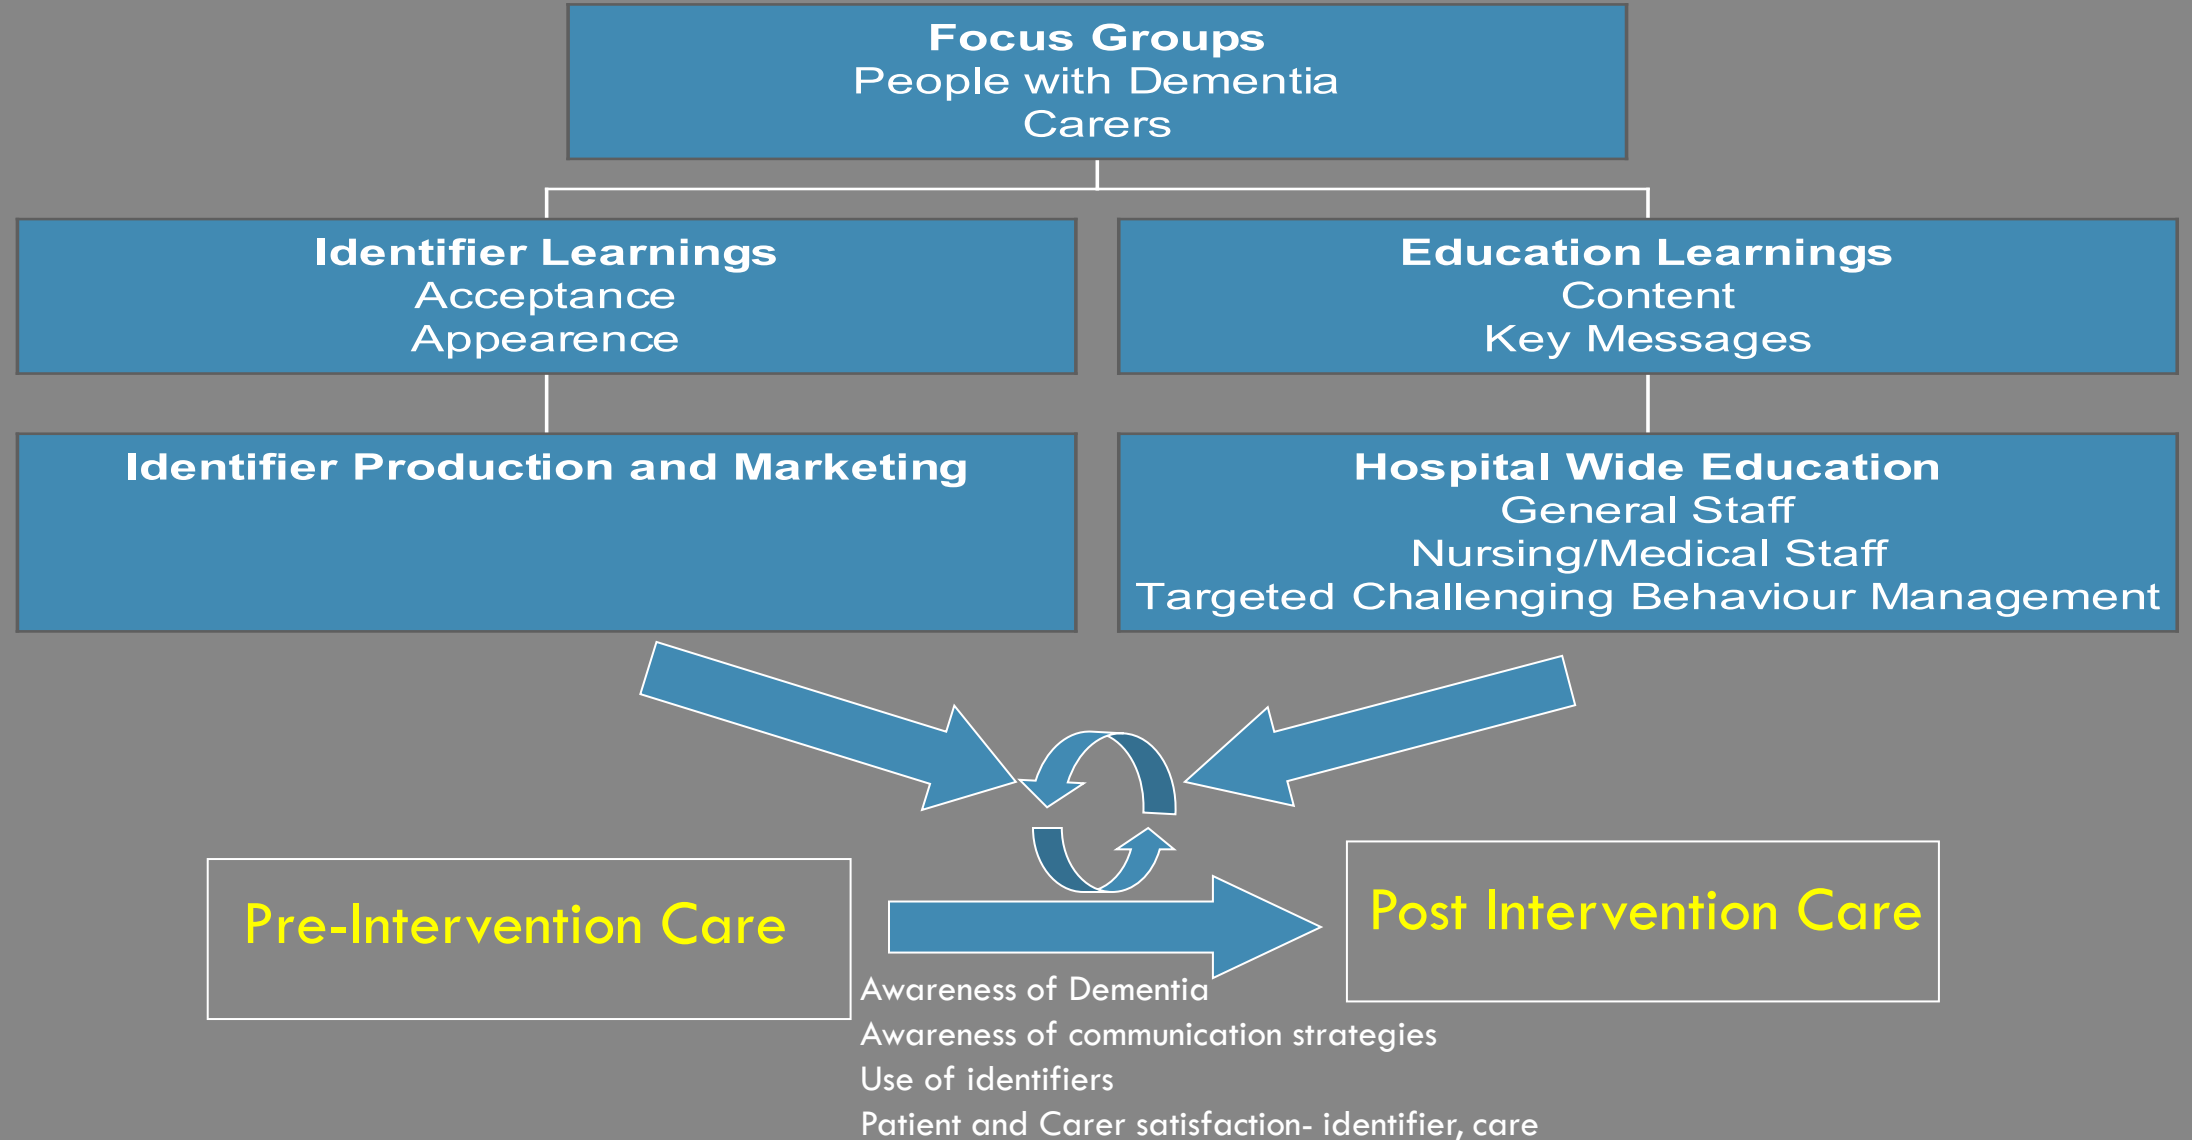 Focus Groups
People with Dementia
Carers
Identifier Learnings
Acceptance
Appearence
Education Learnings
Content
Key Messages
Identifier Production and Marketing
Hospital Wide Education
General Staff
Nursing/Medical Staff
Targeted Challenging Behaviour Management
Pre-Intervention Care
Post Intervention Care
Awareness of Dementia
Awareness of communication strategies
Use of identifiers
Patient and Carer satisfaction- identifier, care